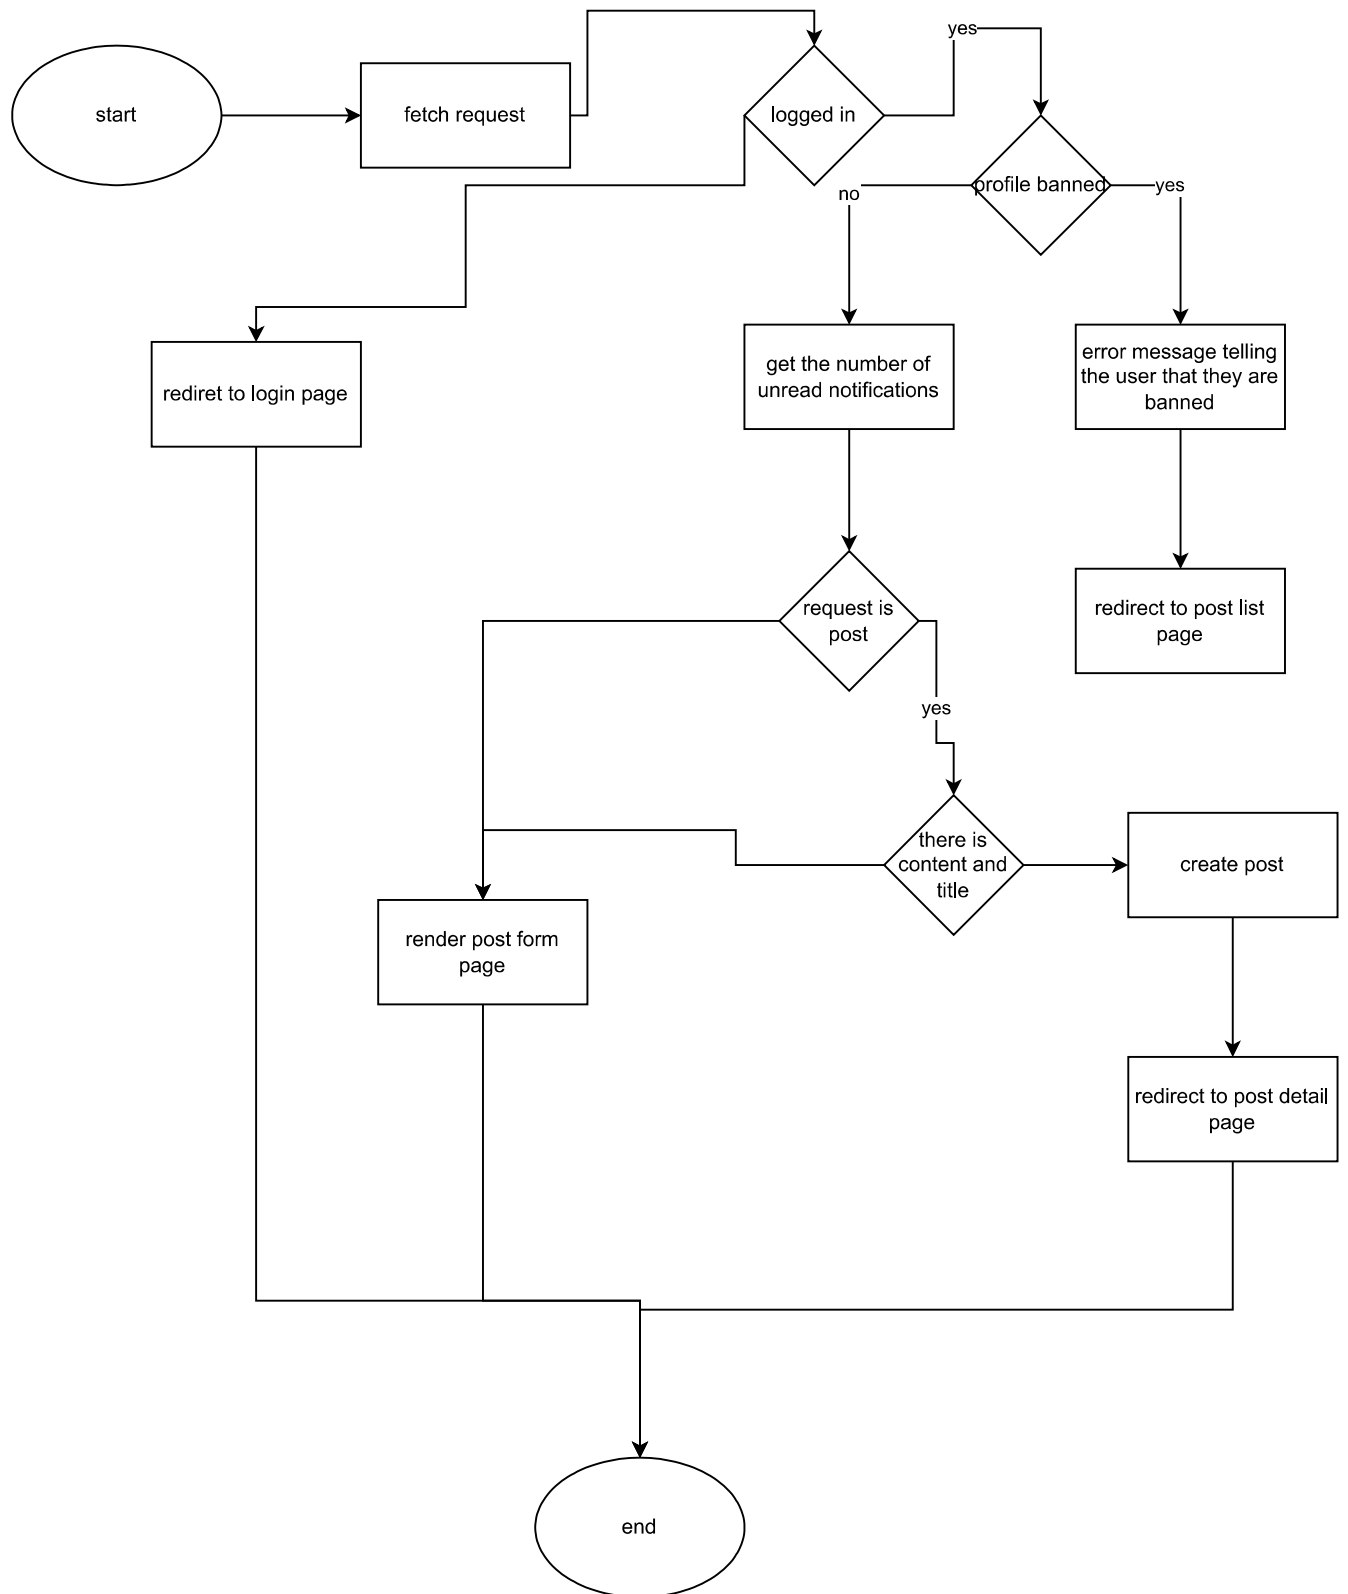 yes
start
fetch request
logged in
profile banned
yes
no
get the number of
unread notifications
error message telling
the user that they are
banned
rediret to login page
request is
post
redirect to post list
page
yes
there is
content and
title
create post
render post form
page
redirect to post detail
page
end